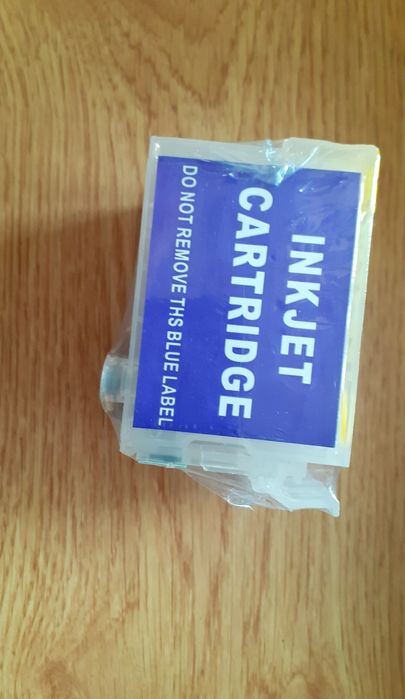 INKJET
CARTRIDGE
DO NOT REMOVE THS BLUE LABEL